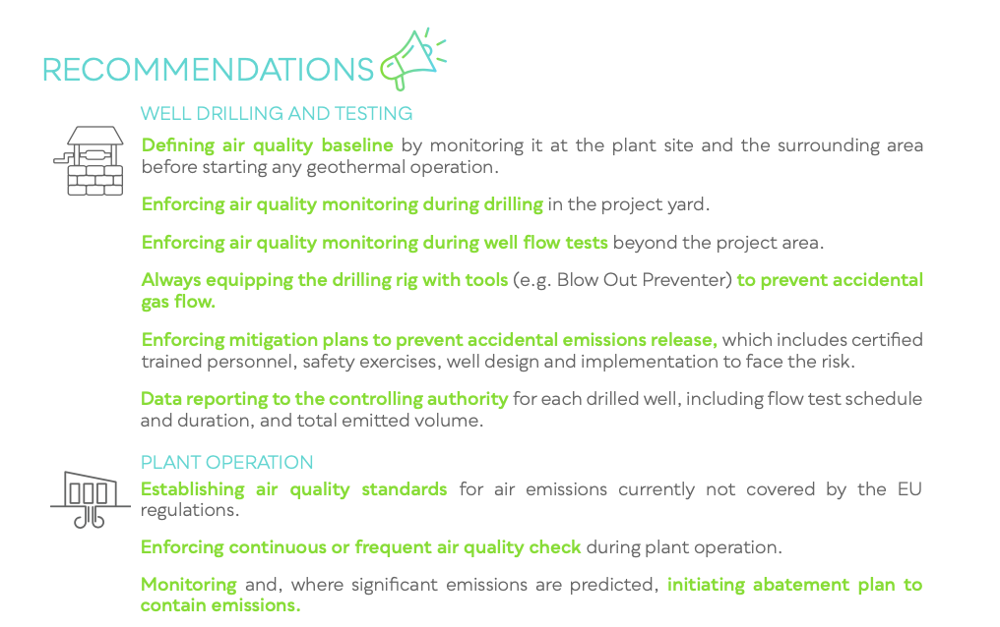 RECOMMENDATIONS
WELL DRILLING AND TESTING
Defining air quality baseline by monitoring it at the plant site and the surrounding area
before starting any geothermal operation.
Enforcing air quality monitoring during drilling in the project yard.
Enforcing air quality monitoring during well flow tests beyond the project area.
Always equipping the drilling rig with tools (e.g. Blow Out Preventer) to prevent accidental
gas flow.
Enforcing mitigation plans to prevent accidental emissions release, which includes certified
trained personnel, safety exercises, well design and implementation to face the risk.
Data reporting to the controlling authority for each drilled well, including flow test schedule
and duration, and total emitted volume.
PLANT OPERATION
Establishing air quality standards for air emissions currently not covered by the EU
regulations.
Enforcing continuous or frequent air quality check during plant operation.
Monitoring and, where significant emissions are predicted, initiating abatement plan to
contain emissions.